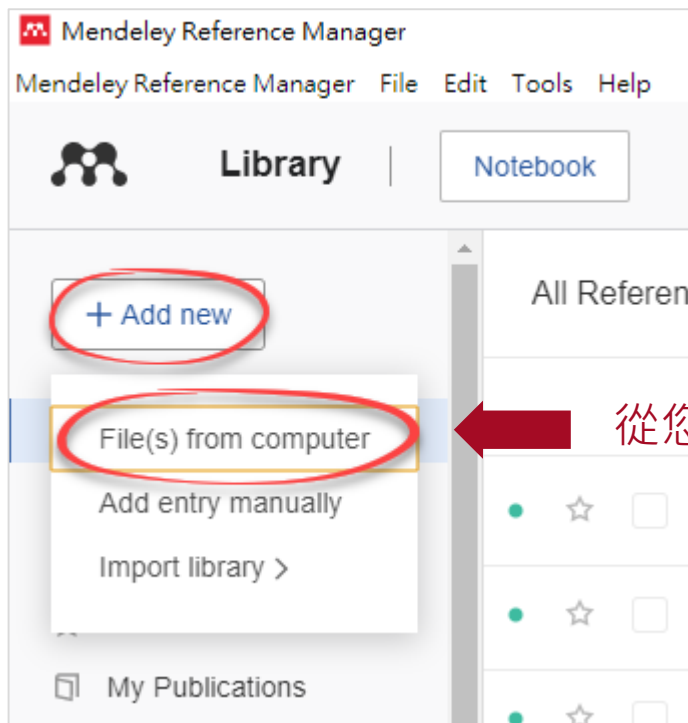 Mendeley Reference Manager
Mendeley Reference Manager File Edit Tools Help
Library | Notebook
+ Add new
All Referen
File(s) from computer
從您
Add entry manually
Import library >
My Publications